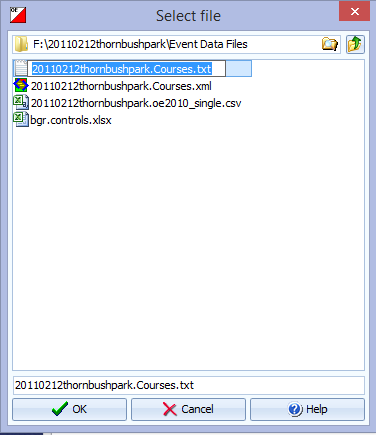 OE
Select file
F:\20110212thornbushpark\Event Data Files
20110212thornbushpark.Courses.txt
20110212thornbushpark.Courses.xml
20110212thornbushpark.oe2010_single.csv
bgr.controls.xlsx
20110212thornbushpark.Courses.txt
OK Cancel Help